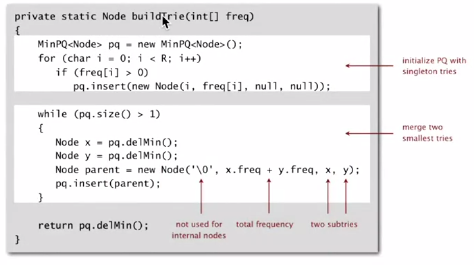 private static Node buildTrie(int[] freq)
{
MinPQ<Node> pq = new MinPQ<Node>();
for (char i = 0; i < R; i++)
if (freq[i] > 0)
pq.insert(new Node(i, freq[i], null, null));
initialize PQ with
singleton tries
while (pq.size() > 1)
{
Node x = pq.delMin();
Node y = pq.delMin();
Node parent = new Node('\0', x.freq + y.freq, x, y);
pq.insert(parent);
}
merge two
smallest tries
not used for
internal nodes
total frequency
two subtries
return pq.delMin();
}